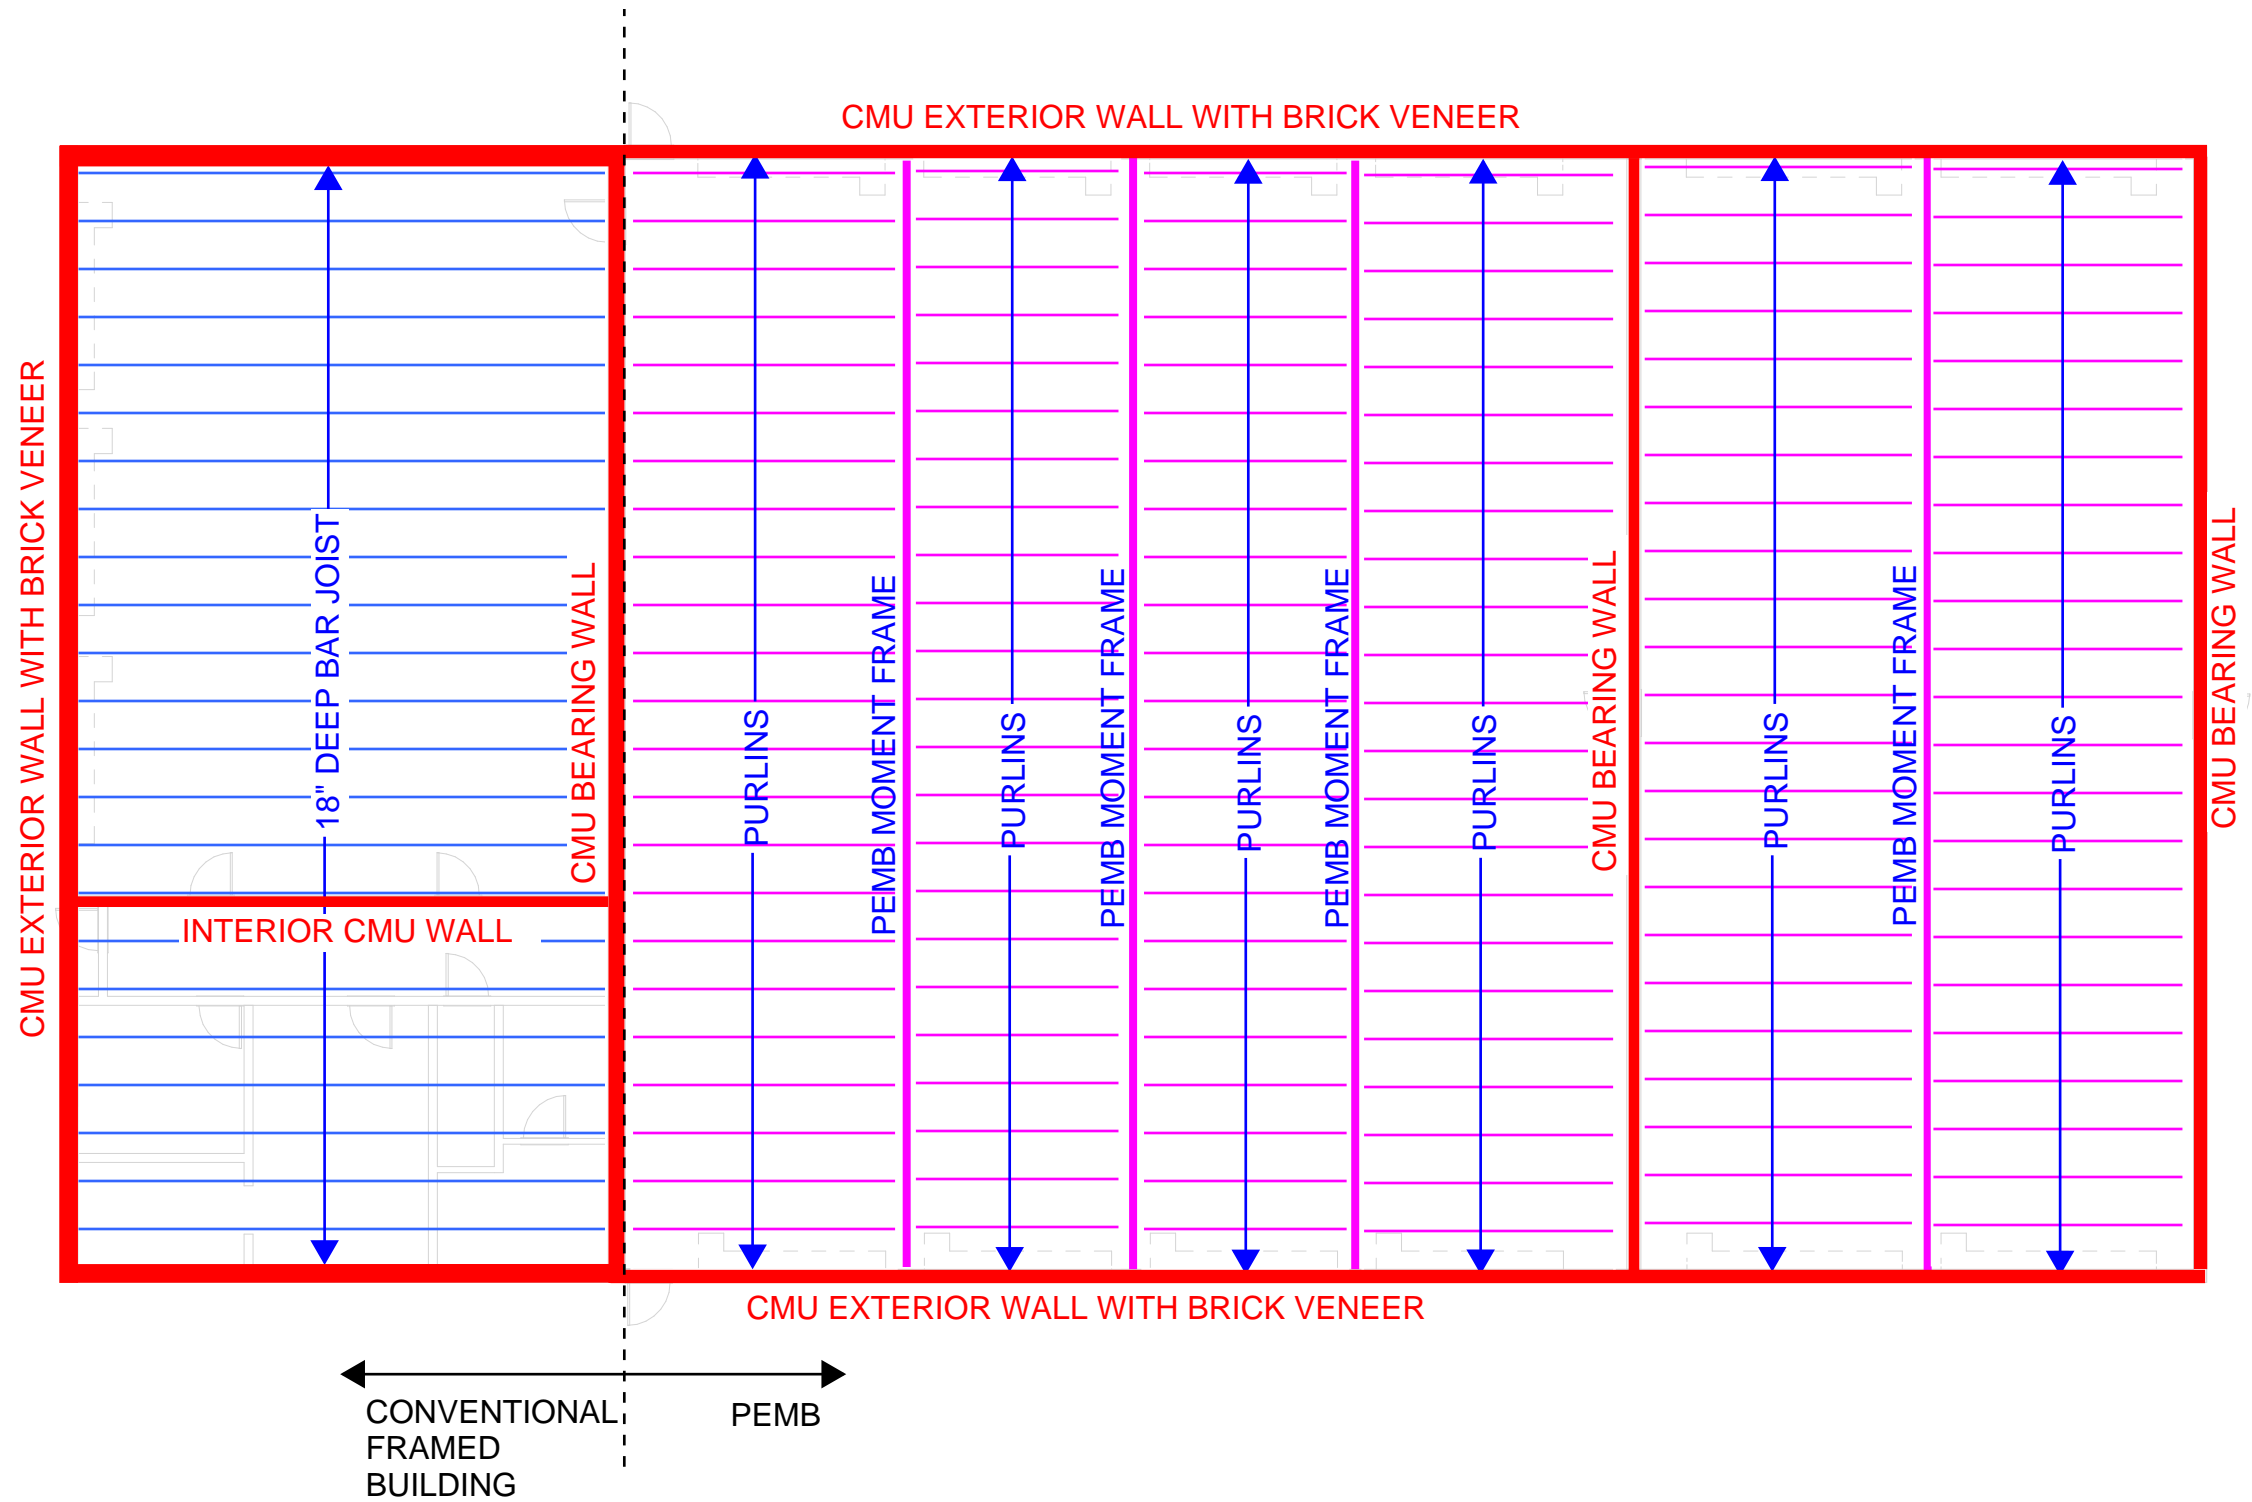 CMU EXTERIOR WALL WITH BRICK VENEER
CMU EXTERIOR WALL WITH BRICK VENEER
18" DEEP BAR JOIST
CMU BEARING WALL
INTERIOR CMU WALL
PURLINS
PEMB MOMENT FRAME
PURLINS
PEMB MOMENT FRAME
PURLINS
PEMB MOMENT FRAME
PURLINS
CMU BEARING WALL
PURLINS
PEMB MOMENT FRAME
PURLINS
CMU BEARING WALL
CMU EXTERIOR WALL WITH BRICK VENEER
CONVENTIONAL
FRAMED
BUILDING
PEMB